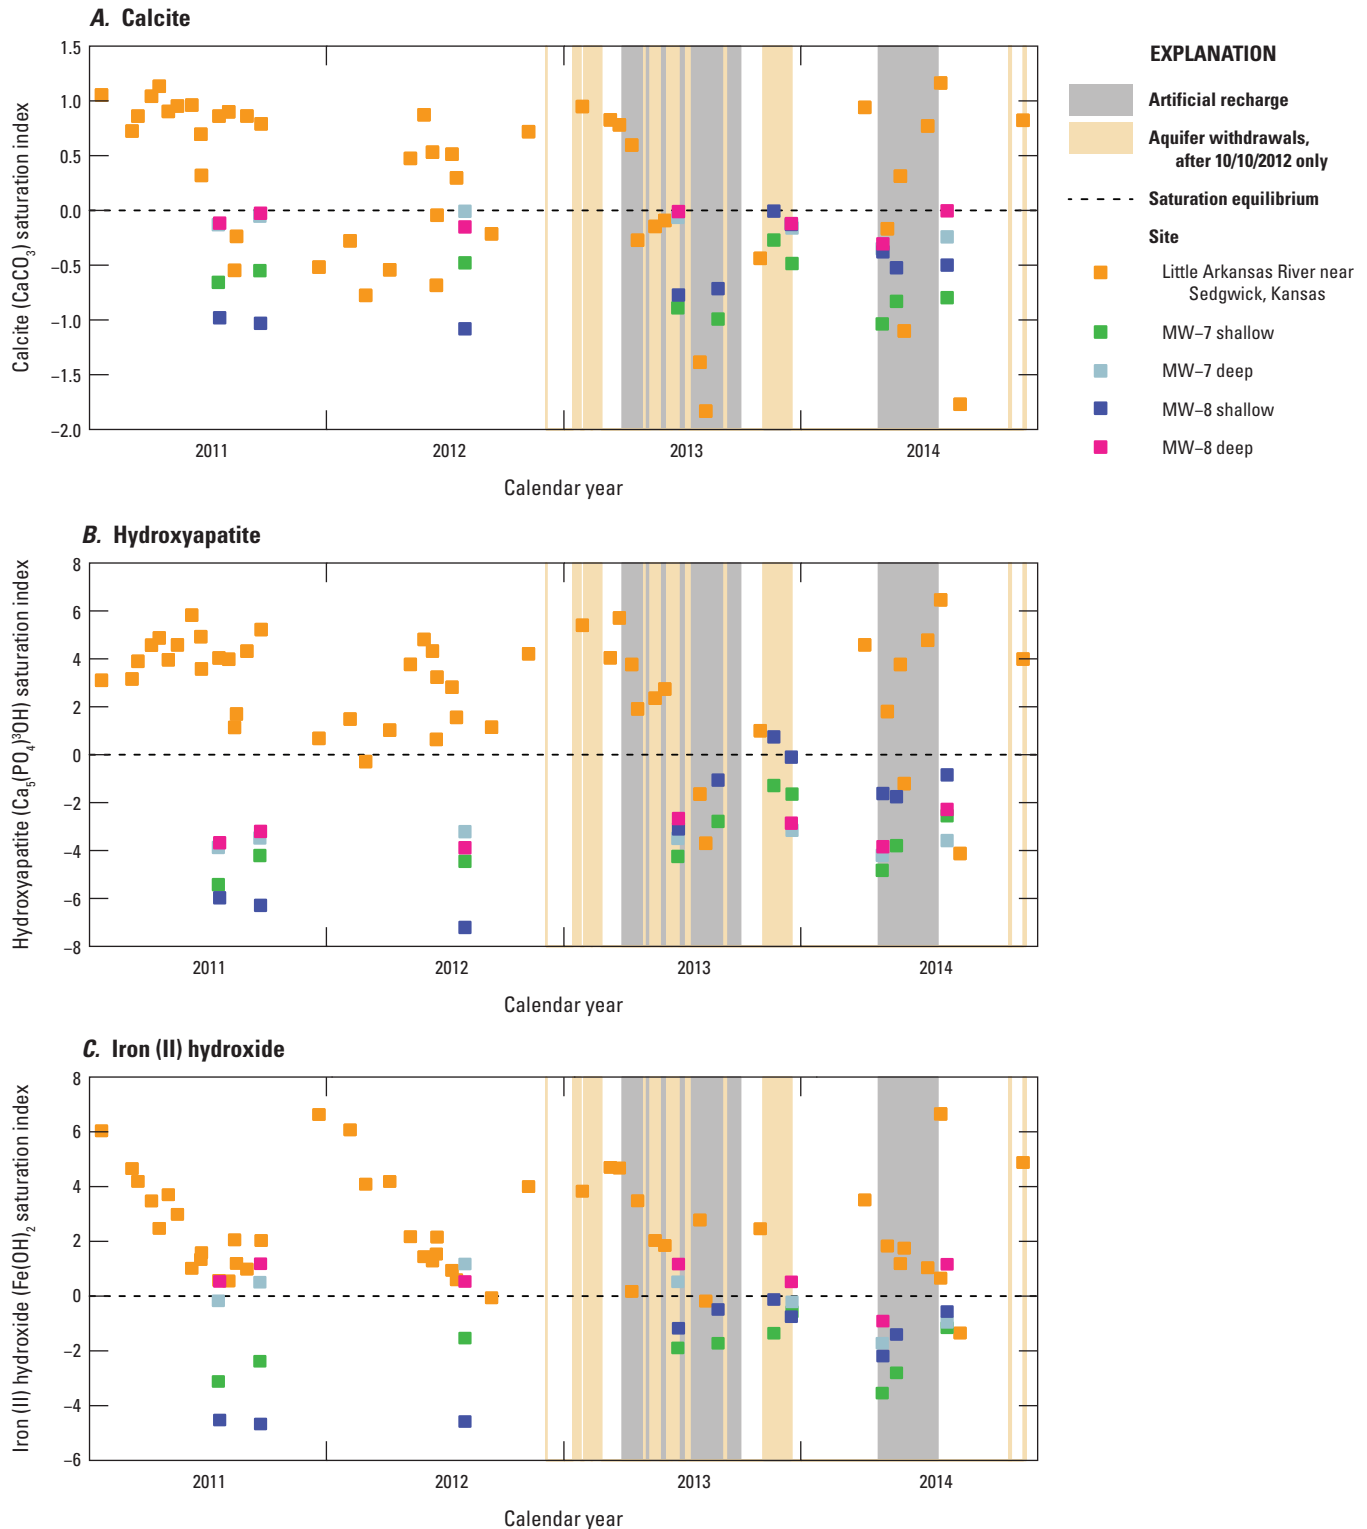 A. Calcite
Calcite (CaCO3) saturation index
1.5
1.0
0.5
0.0
−0.5
−1.0
−1.5
−2.0
2011
2012
2013
2014
Calendar year
EXPLANATION
Artificial recharge
Aquifer withdrawals,
after 10/10/2012 only
Saturation equilibrium
Site
Little Arkansas River near
Sedgwick, Kansas
MW–7 shallow
MW–7 deep
MW–8 shallow
MW–8 deep
B. Hydroxyapatite
Hydroxyapatite (Ca5(PO4)3OH) saturation index
8
6
4
2
0
−2
−4
−6
−8
2011
2012
2013
2014
Calendar year
C. Iron (II) hydroxide
Iron (II) hydroxide (Fe(OH)2, saturation index
8
6
4
2
0
−2
−4
−6
2011
2012
2013
2014
Calendar year